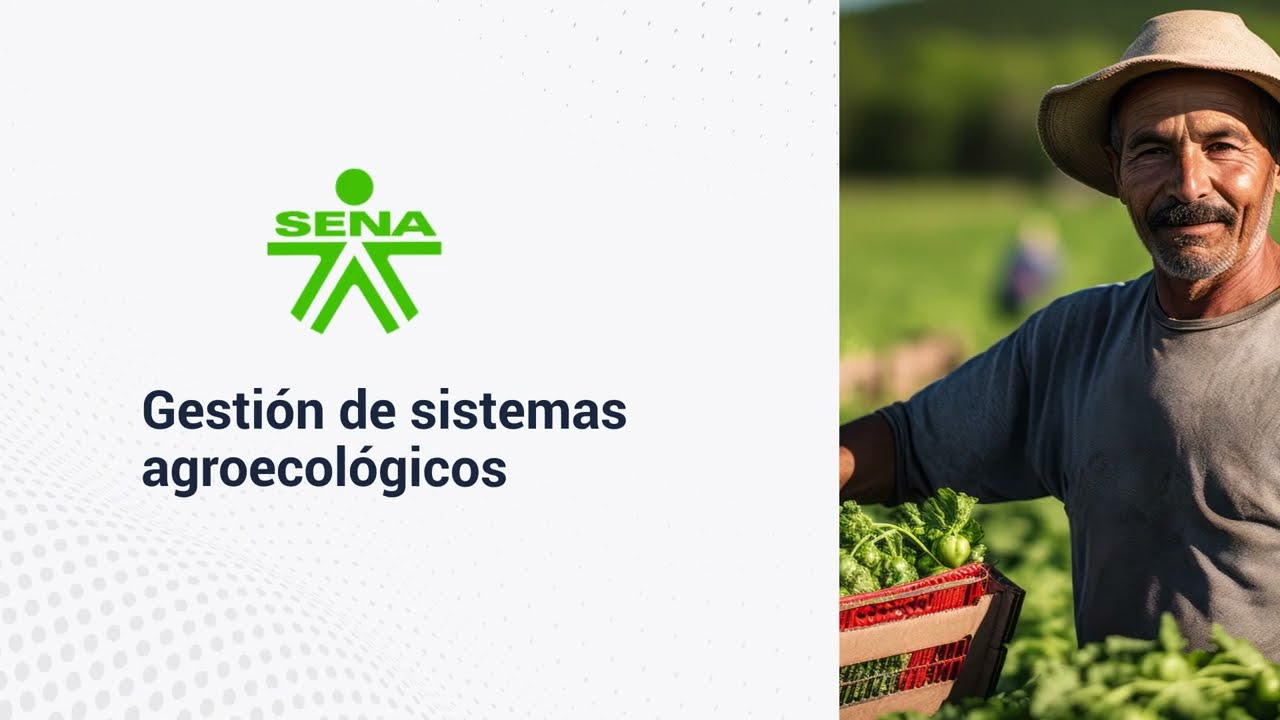 SENA
Gestión de sistemas
agroecológicos